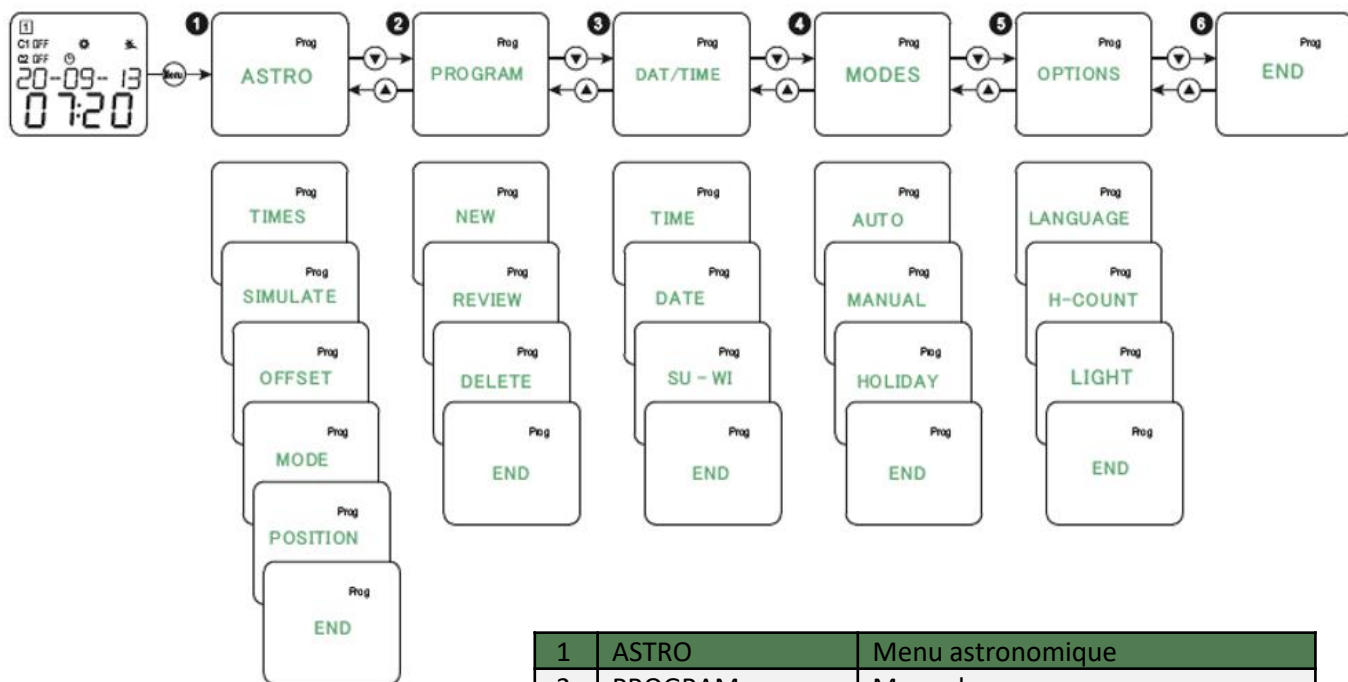 1
C1 OFF
C2 OFF
20-09-13
07:20
Menu
1
Prog
ASTRO
2
Prog
PROGRAM
3
Prog
DAT/TIME
4
Prog
MODES
5
Prog
OPTIONS
6
Prog
END
Prog
TIMES
Prog
SIMULATE
Prog
OFFSET
Prog
MODE
Prog
POSITION
Prog
END
Prog
NEW
Prog
REVIEW
Prog
DELETE
Prog
END
Prog
TIME
Prog
DATE
Prog
SU - WI
Prog
END
Prog
AUTO
Prog
MANUAL
Prog
HOLIDAY
Prog
END
Prog
LANGUAGE
Prog
H-COUNT
Prog
LIGHT
Prog
END
1 ASTRO Menu astronomique
2 PROGRAM Menu